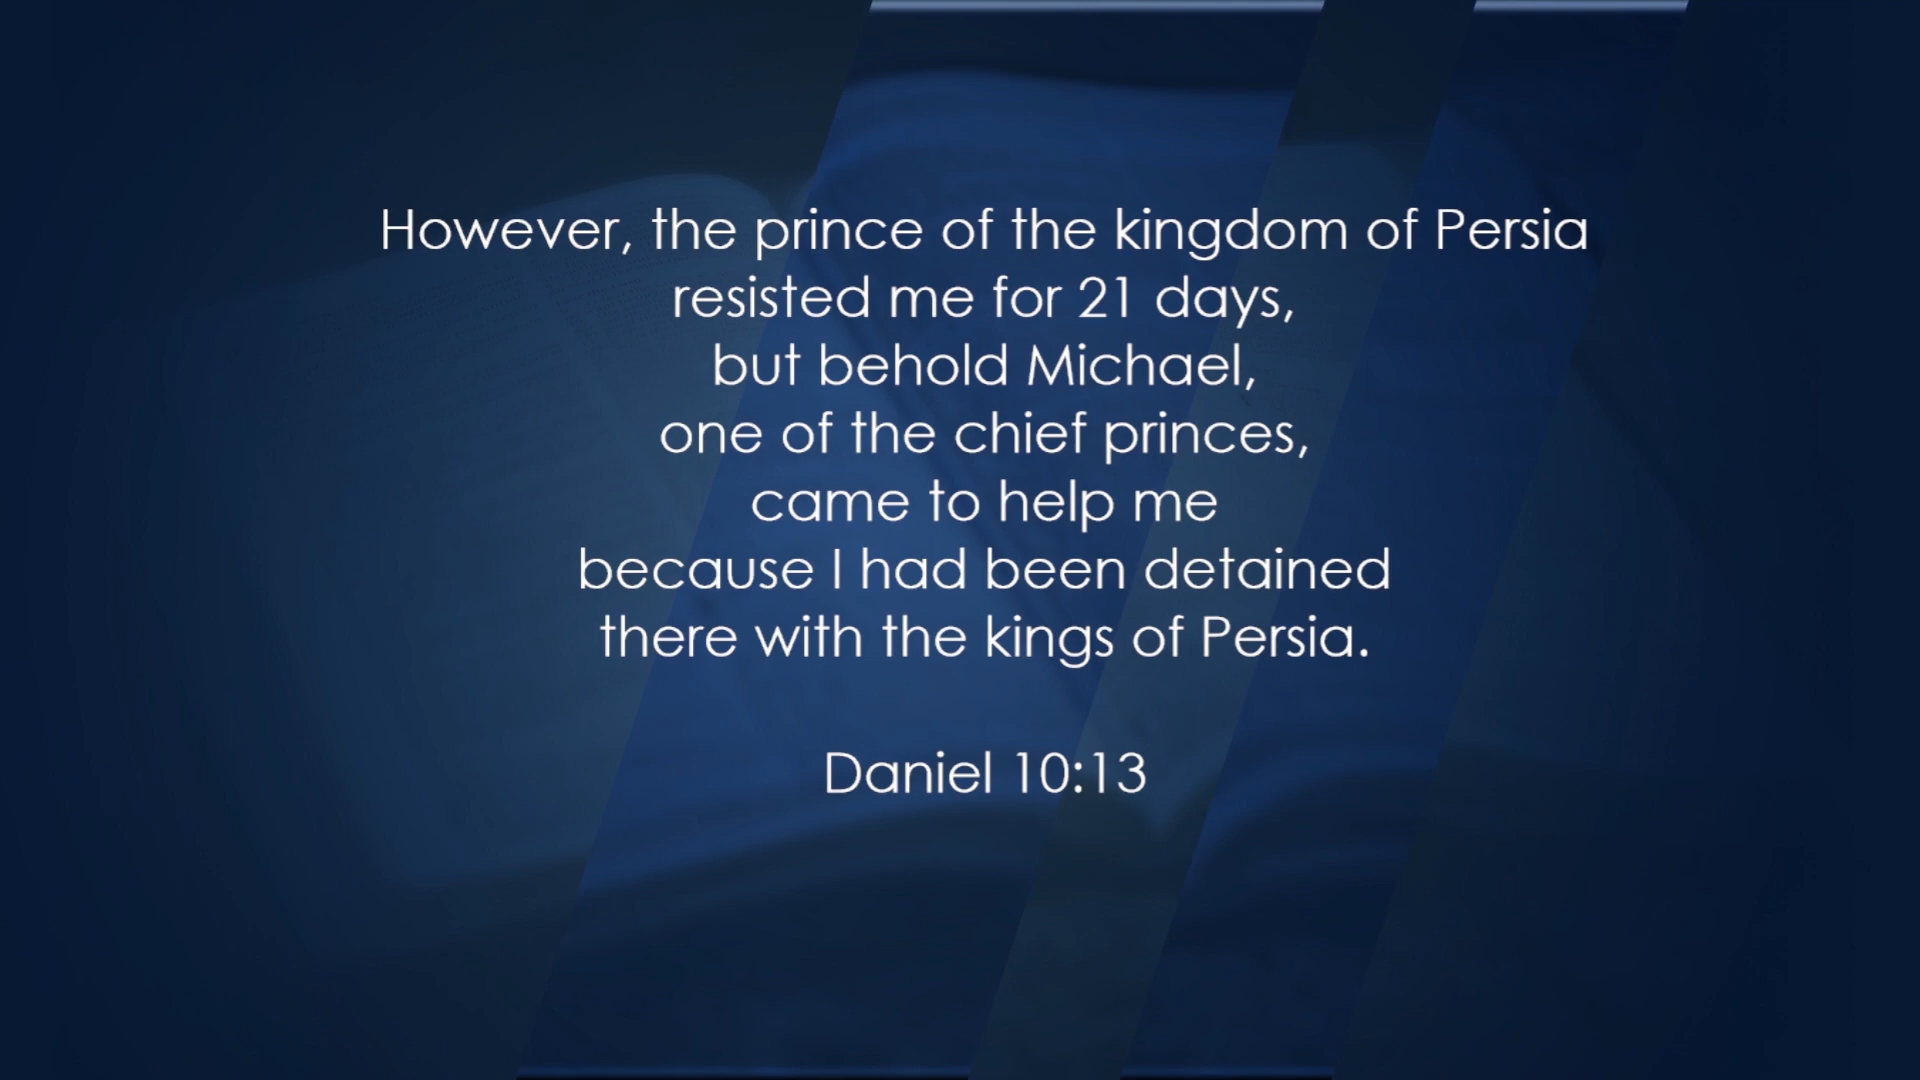 However, the prince of the kingdom of Persia
resisted me for 21 days,
but behold Michael,
one of the chief princes,
came to help me
because I had been detained
there with the kings of Persia.
Daniel 10:13